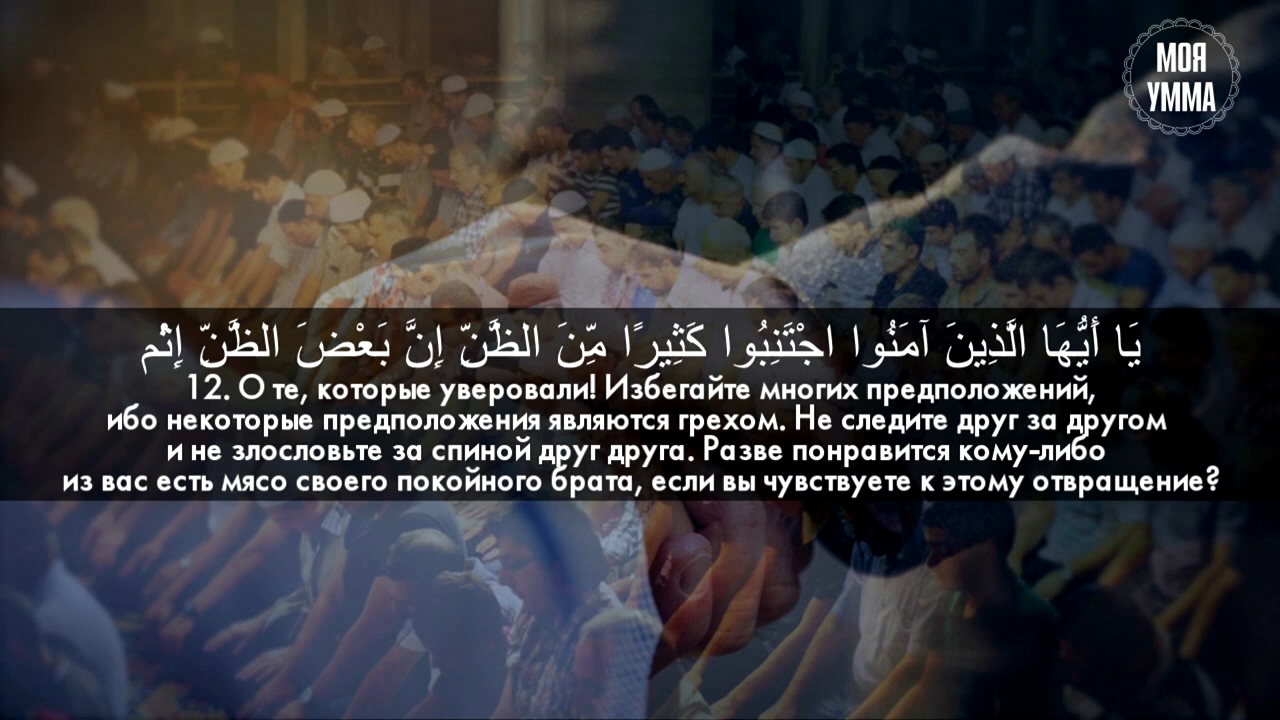 МОЯ
УММА
يَا أَيُّهَا الَّذِينَ آمَنُوا اجْتَنِبُوا كَثِيرًا مِّنَ الظَّنِّ إِنَّ بَعْضَ الظَّنِّ إِثْم
12. О те, которые уверовали! Избегайте многих предположений,
ибо некоторые предположения являются грехом. Не следите друг за другом
и не злословьте за спиной друг друга. Разве понравится кому-либо
из вас есть мясо своего покойного брата, если вы чувствуете к этому отвращение?